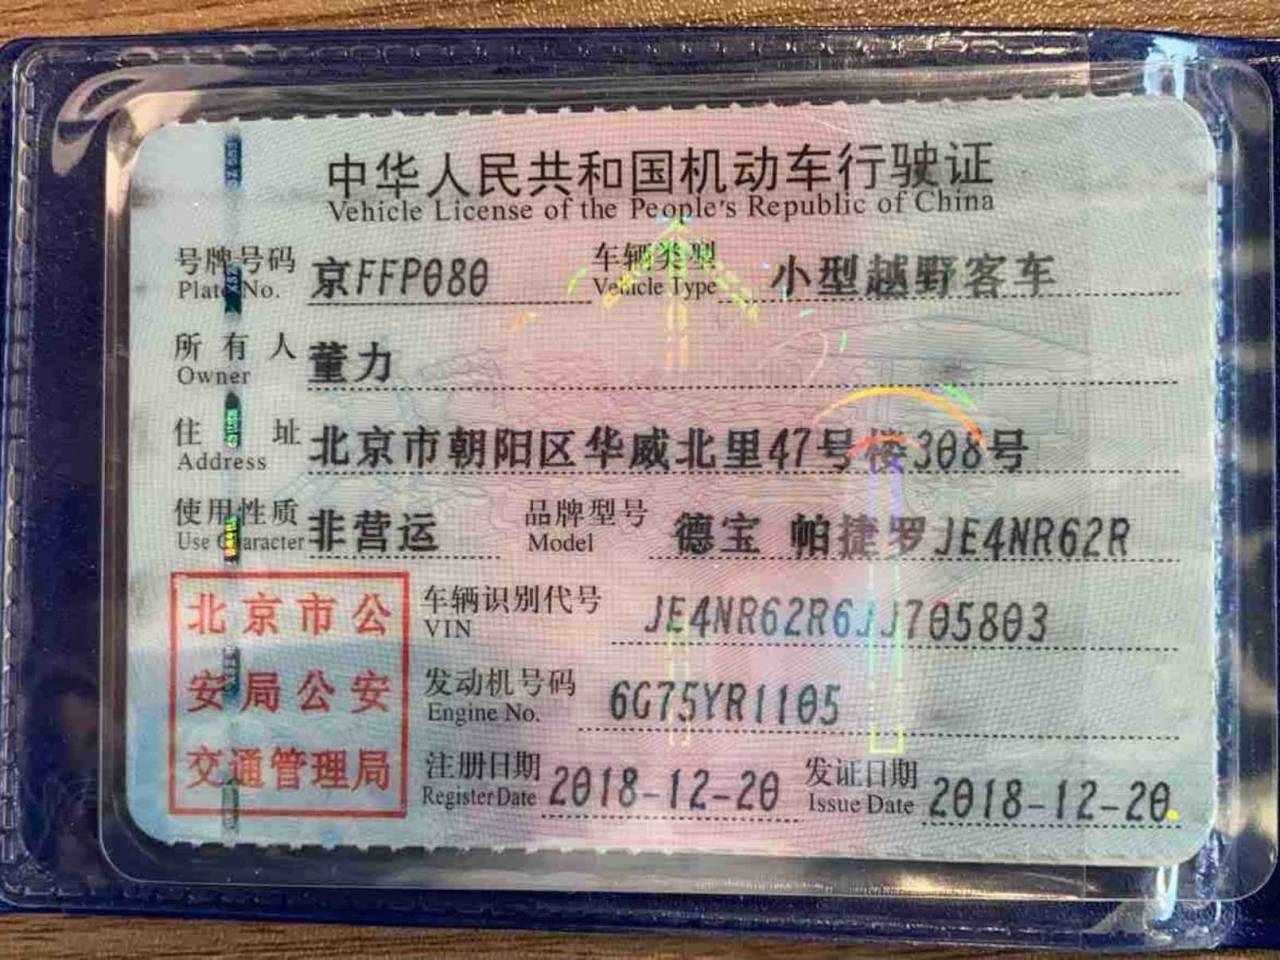 中华人民共和国机动车行驶证
Vehicle License of the People's Republic of China
号牌号码 京FFP080 车辆类型 小型越野客车
Plate No. Vehicle Type
所有人 董力
Owner
住址 北京市朝阳区华威北里47号楼308号
Address
使用性质 非营运 品牌型号 德宝 帕捷罗JE4NR62R
Use Character Model
北京市公
安局公安
交通管理局
车辆识别代号 JE4NR62R6JJ705803
VIN
发动机号码 6G75YR1105
Engine No.
注册日期 2018-12-20 发证日期 2018-12-20
Register Date Issue Date